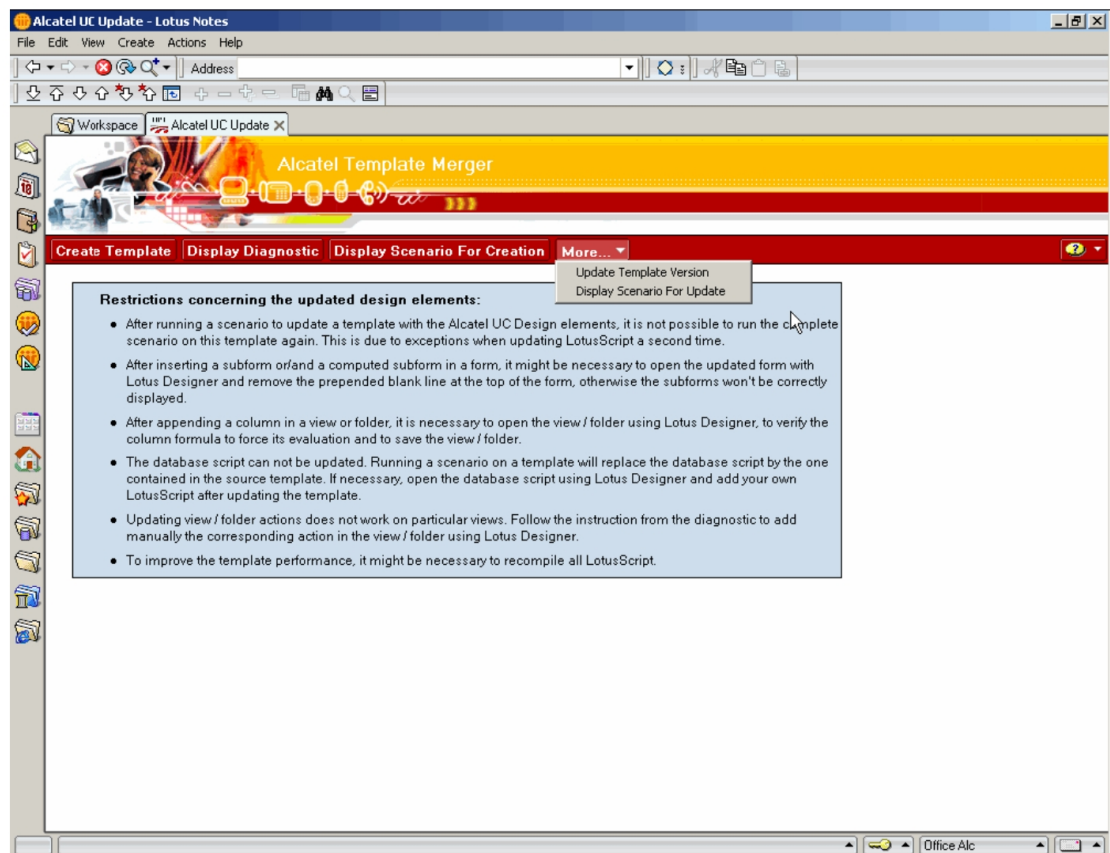 Alcatel UC Update - Lotus Notes
File Edit View Create Actions Help
Address
Workspace Alcatel UC Update
Alcatel Template Merger
Create Template Display Diagnostic Display Scenario For Creation More...
Update Template Version
Display Scenario For Update
Restrictions concerning the updated design elements:
● After running a scenario to update a template with the Alcatel UC Design elements, it is not possible to run the complete
scenario on this template again. This is due to exceptions when updating LotusScript a second time.
● After inserting a subform or/and a computed subform in a form, it might be necessary to open the updated form with
Lotus Designer and remove the prepended blank line at the top of the form, otherwise the subforms won't be correctly
displayed.
● After appending a column in a view or folder, it is necessary to open the view / folder using Lotus Designer, to verify the
column formula to force its evaluation and to save the view / folder.
● The database script can not be updated. Running a scenario on a template will replace the database script by the one
contained in the source template. If necessary, open the database script using Lotus Designer and add your own
LotusScript after updating the template.
● Updating view / folder actions does not work on particular views. Follow the instruction from the diagnostic to add
manually the corresponding action in the view / folder using Lotus Designer.
● To improve the template performance, it might be necessary to recompile all LotusScript.
Office Alc